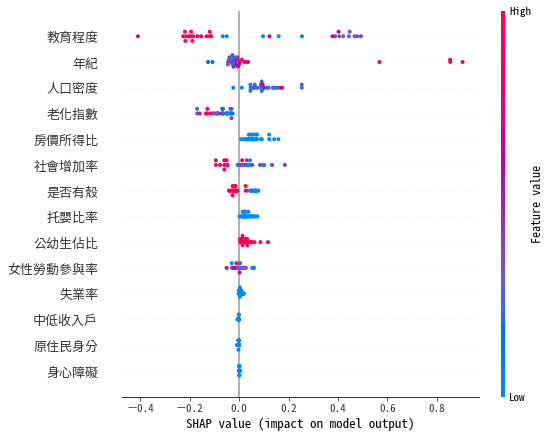 High
教育程度
年紀
人口密度
老化指數
房價所得比
社會增加率
是否有殼
托嬰比率
公幼生佔比
女性勞動參與率
失業率
中低收入戶
原住民身分
身心障礙
Feature value
Low
−0.4 −0.2 0.0 0.2 0.4 0.6 0.8
SHAP value (impact on model output)